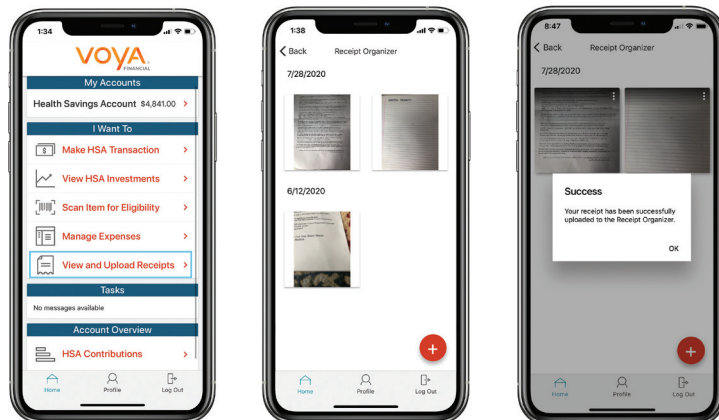 1:34
VOYA
FINANCIAL
My Accounts
Health Savings Account $4,841.00
I Want To
Make HSA Transaction
View HSA Investments
Scan Item for Eligibility
Manage Expenses
View and Upload Receipts
Tasks
No messages available
Account Overview
HSA Contributions
Home Profile Log Out
1:38
Back Receipt Organizer
7/28/2020
6/12/2020
+
Home Profile Log Out
8:47
Back Receipt Organizer
7/28/2020
Success
Your receipt has been successfully
uploaded to the Receipt Organizer.
OK
+
Home Profile Log Out